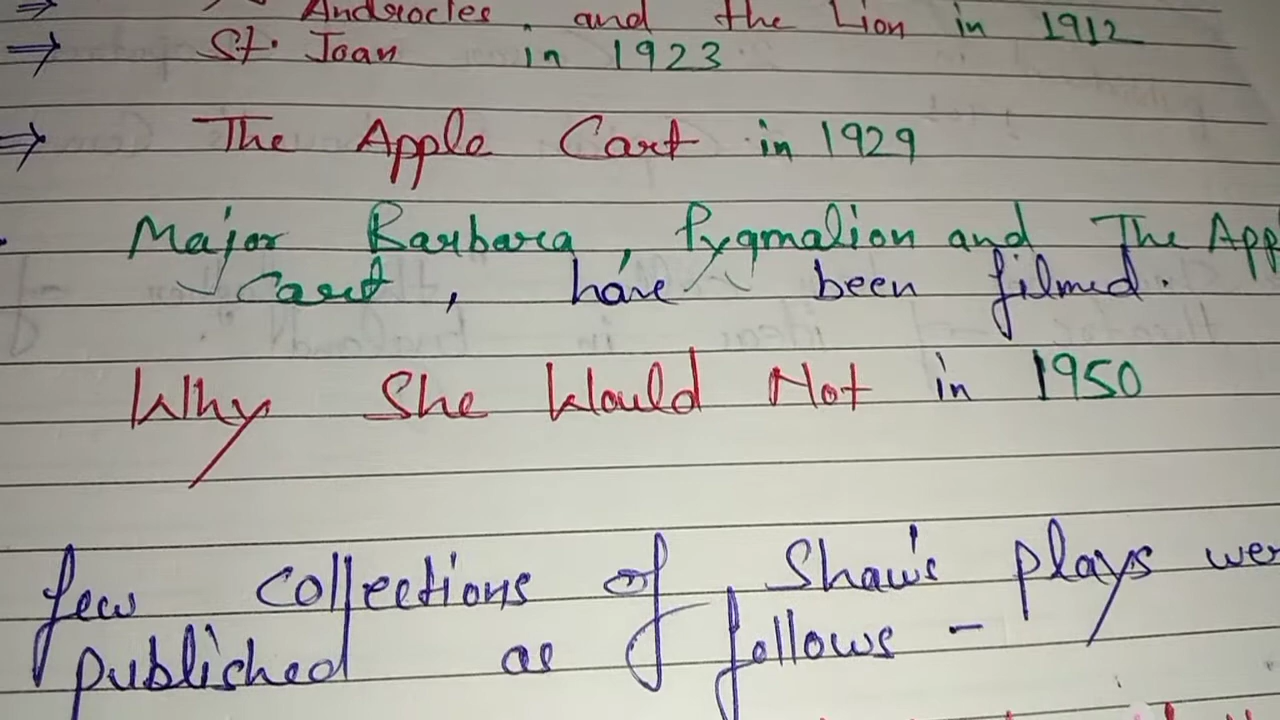 ⇒ Androcles and the Lion in 1912
⇒ St. Joan in 1923
⇒ The Apple Cart in 1929
Major Barbara, Pygmalion and The App
Cart, have been filmed.
Why She Would Not in 1950
few collections of Shaw's plays wer
published as follows -